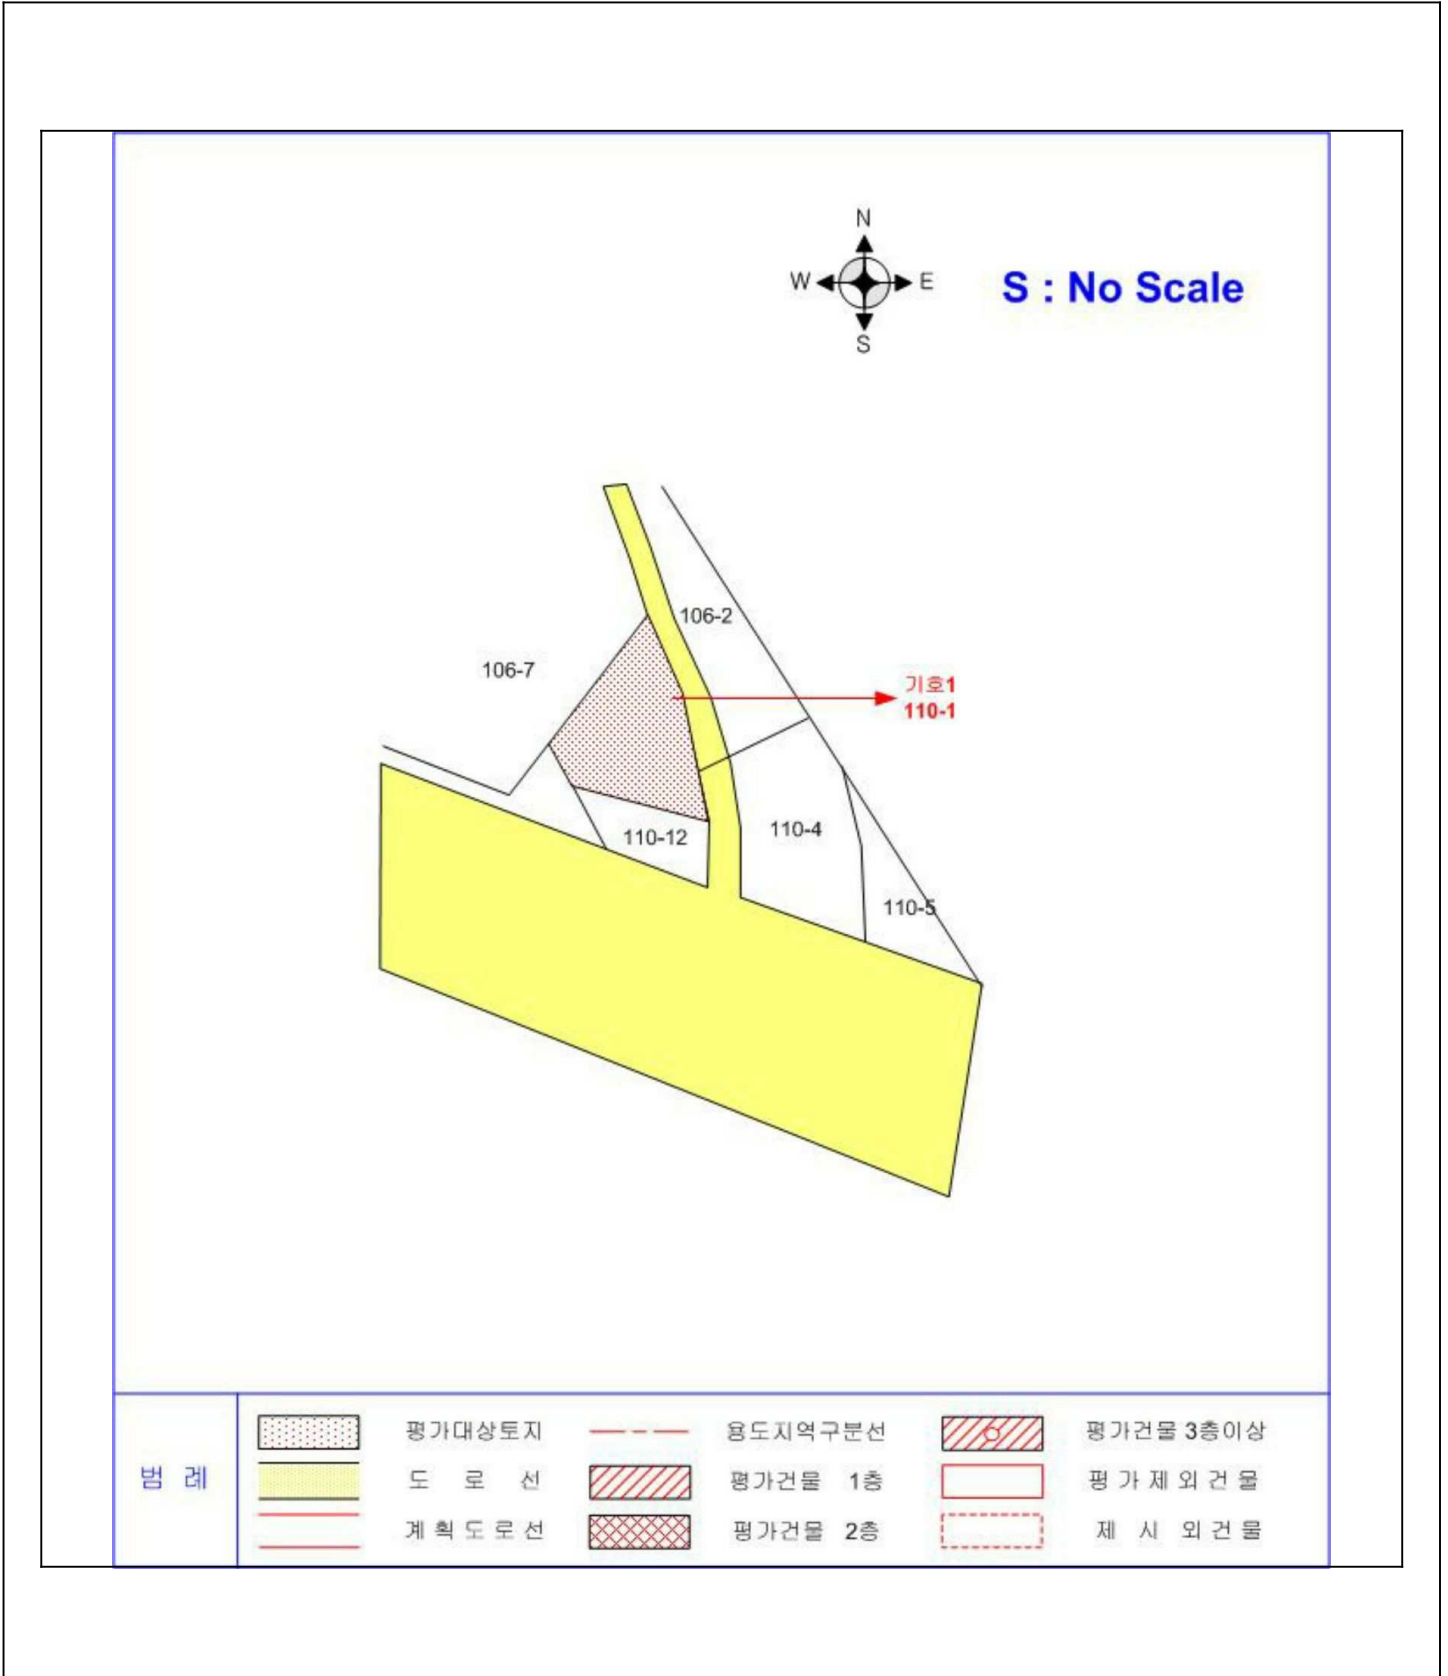 N
W E
S
S : No Scale
106-2
106-7
기호1
110-1
110-12
110-4
110-5
범 례
평가대상토지
용도지역구분선
평가건물 3층이상
도 로 선
평가건물 1층
평가제외건물
계획도로선
평가건물 2층
제 시 외건물